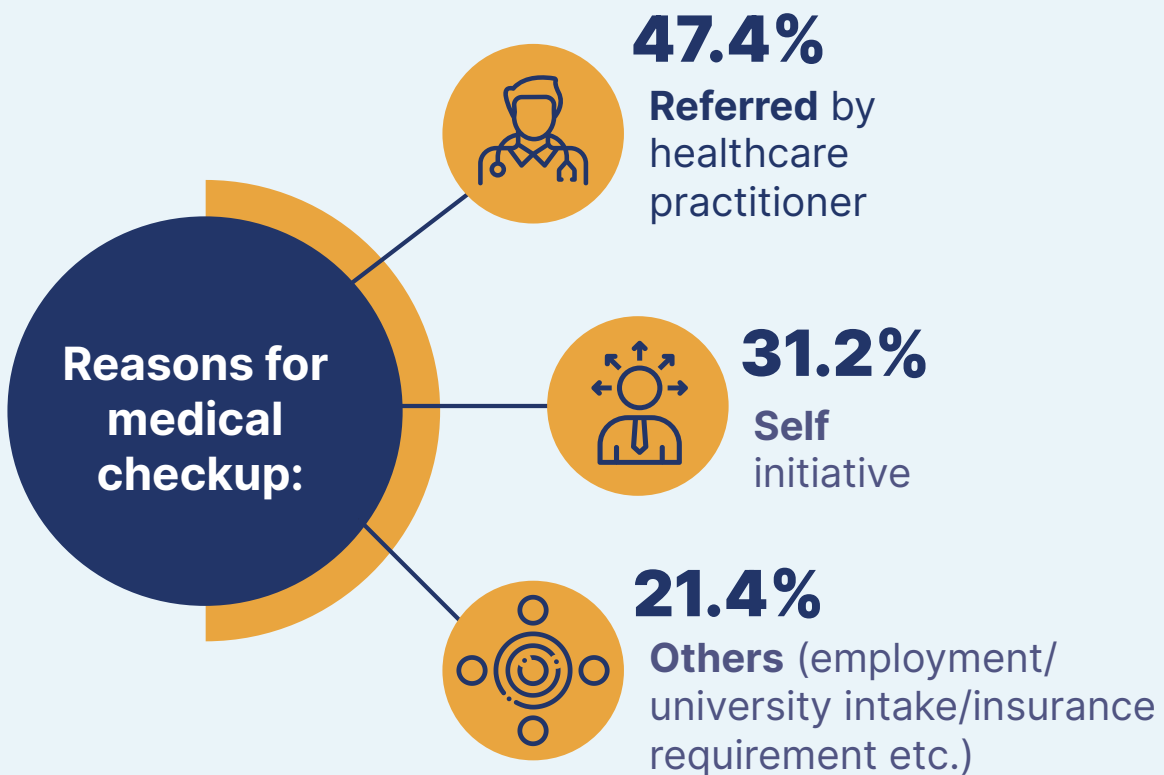 Reasons for
medical
checkup:
47.4%
Referred by
healthcare
practitioner
31.2%
Self
initiative
21.4%
Others (employment/
university intake/insurance
requirement etc.)